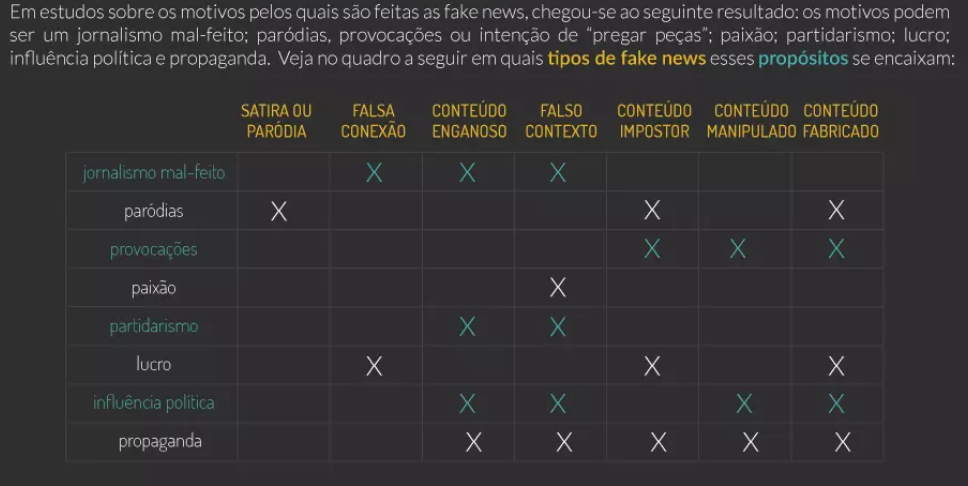 Em estudos sobre os motivos pelos quais são feitas as fake news, chegou-se ao seguinte resultado: os motivos podem
ser um jornalismo mal-feito; paródias, provocações ou intenção de “pregar peças”; paixão; partidarismo; lucro;
influência política e propaganda. Veja no quadro a seguir em quais tipos de fake news esses propósitos se encaixam:
SATIRA OU PARÓDIA FALSA CONEXÃO CONTEÚDO ENGANOSO FALSO CONTEXTO CONTEÚDO IMPOSTOR CONTEÚDO MANIPULADO CONTEÚDO FABRICADO
jornalismo mal-feito X X X
paródias X X X
provocações X X X
paixão X
partidarismo X X
lucro X X X
influência política X X X X
propaganda X X X X X